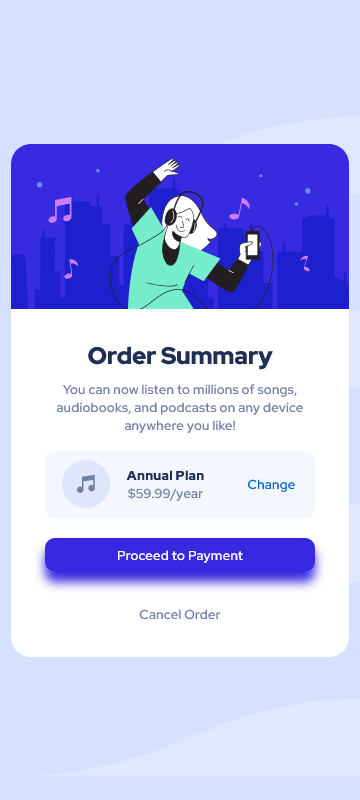 Order Summary
You can now listen to millions of songs,
audiobooks, and podcasts on any device
anywhere you like!
Annual Plan
$59.99/year
Change
Proceed to Payment
Cancel Order